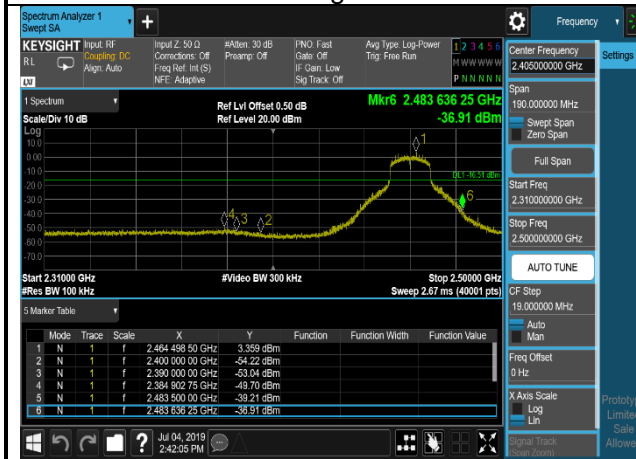 Spectrum Analyzer 1
Swept SA
+
Frequency
KEYSIGHT
RL
LXI
Input: RF
Coupling: DC
Align: Auto
Input Z: 50 Ω
Corrections: Off
Freq Ref: Int (S)
NFE: Adaptive
#Atten: 30 dB
Preamp: Off
PNO: Fast
Gate: Off
IF Gain: Low
Sig Track: Off
Avg Type: Log-Power
Trig: Free Run
1 2 3 4 5 6
M W W W W W
P N N N N N
1 Spectrum
Scale/Div 10 dB
Ref Lvl Offset 0.50 dB
Ref Level 20.00 dBm
Mkr6 2.483 636 25 GHz
-36.91 dBm
Log
10.0
0.00
-10.0
-20.0
-30.0
-40.0
-50.0
-60.0
-70.0
1
DL1 -16.51 dBm
6
4
3
2
Start 2.31000 GHz
#Res BW 100 kHz
#Video BW 300 kHz
Stop 2.50000 GHz
Sweep 2.67 ms (40001 pts)
5 Marker Table
Mode Trace Scale X Y Function Function Width Function Value
1 N 1 f 2.464 498 50 GHz 3.359 dBm
2 N 1 f 2.400 000 00 GHz -54.22 dBm
3 N 1 f 2.390 000 00 GHz -53.04 dBm
4 N 1 f 2.384 902 75 GHz -49.70 dBm
5 N 1 f 2.483 500 00 GHz -39.21 dBm
6 N 1 f 2.483 636 25 GHz -36.91 dBm
Jul 04, 2019
2:42:05 PM
?
Center Frequency
2.405000000 GHz
Settings
Span
190.000000 MHz
Swept Span
Zero Span
Full Span
Start Freq
2.310000000 GHz
Stop Freq
2.500000000 GHz
AUTO TUNE
CF Step
19.000000 MHz
Auto
Man
Freq Offset
0 Hz
X Axis Scale
Log
Lin
Signal Track
(Span Zoom)